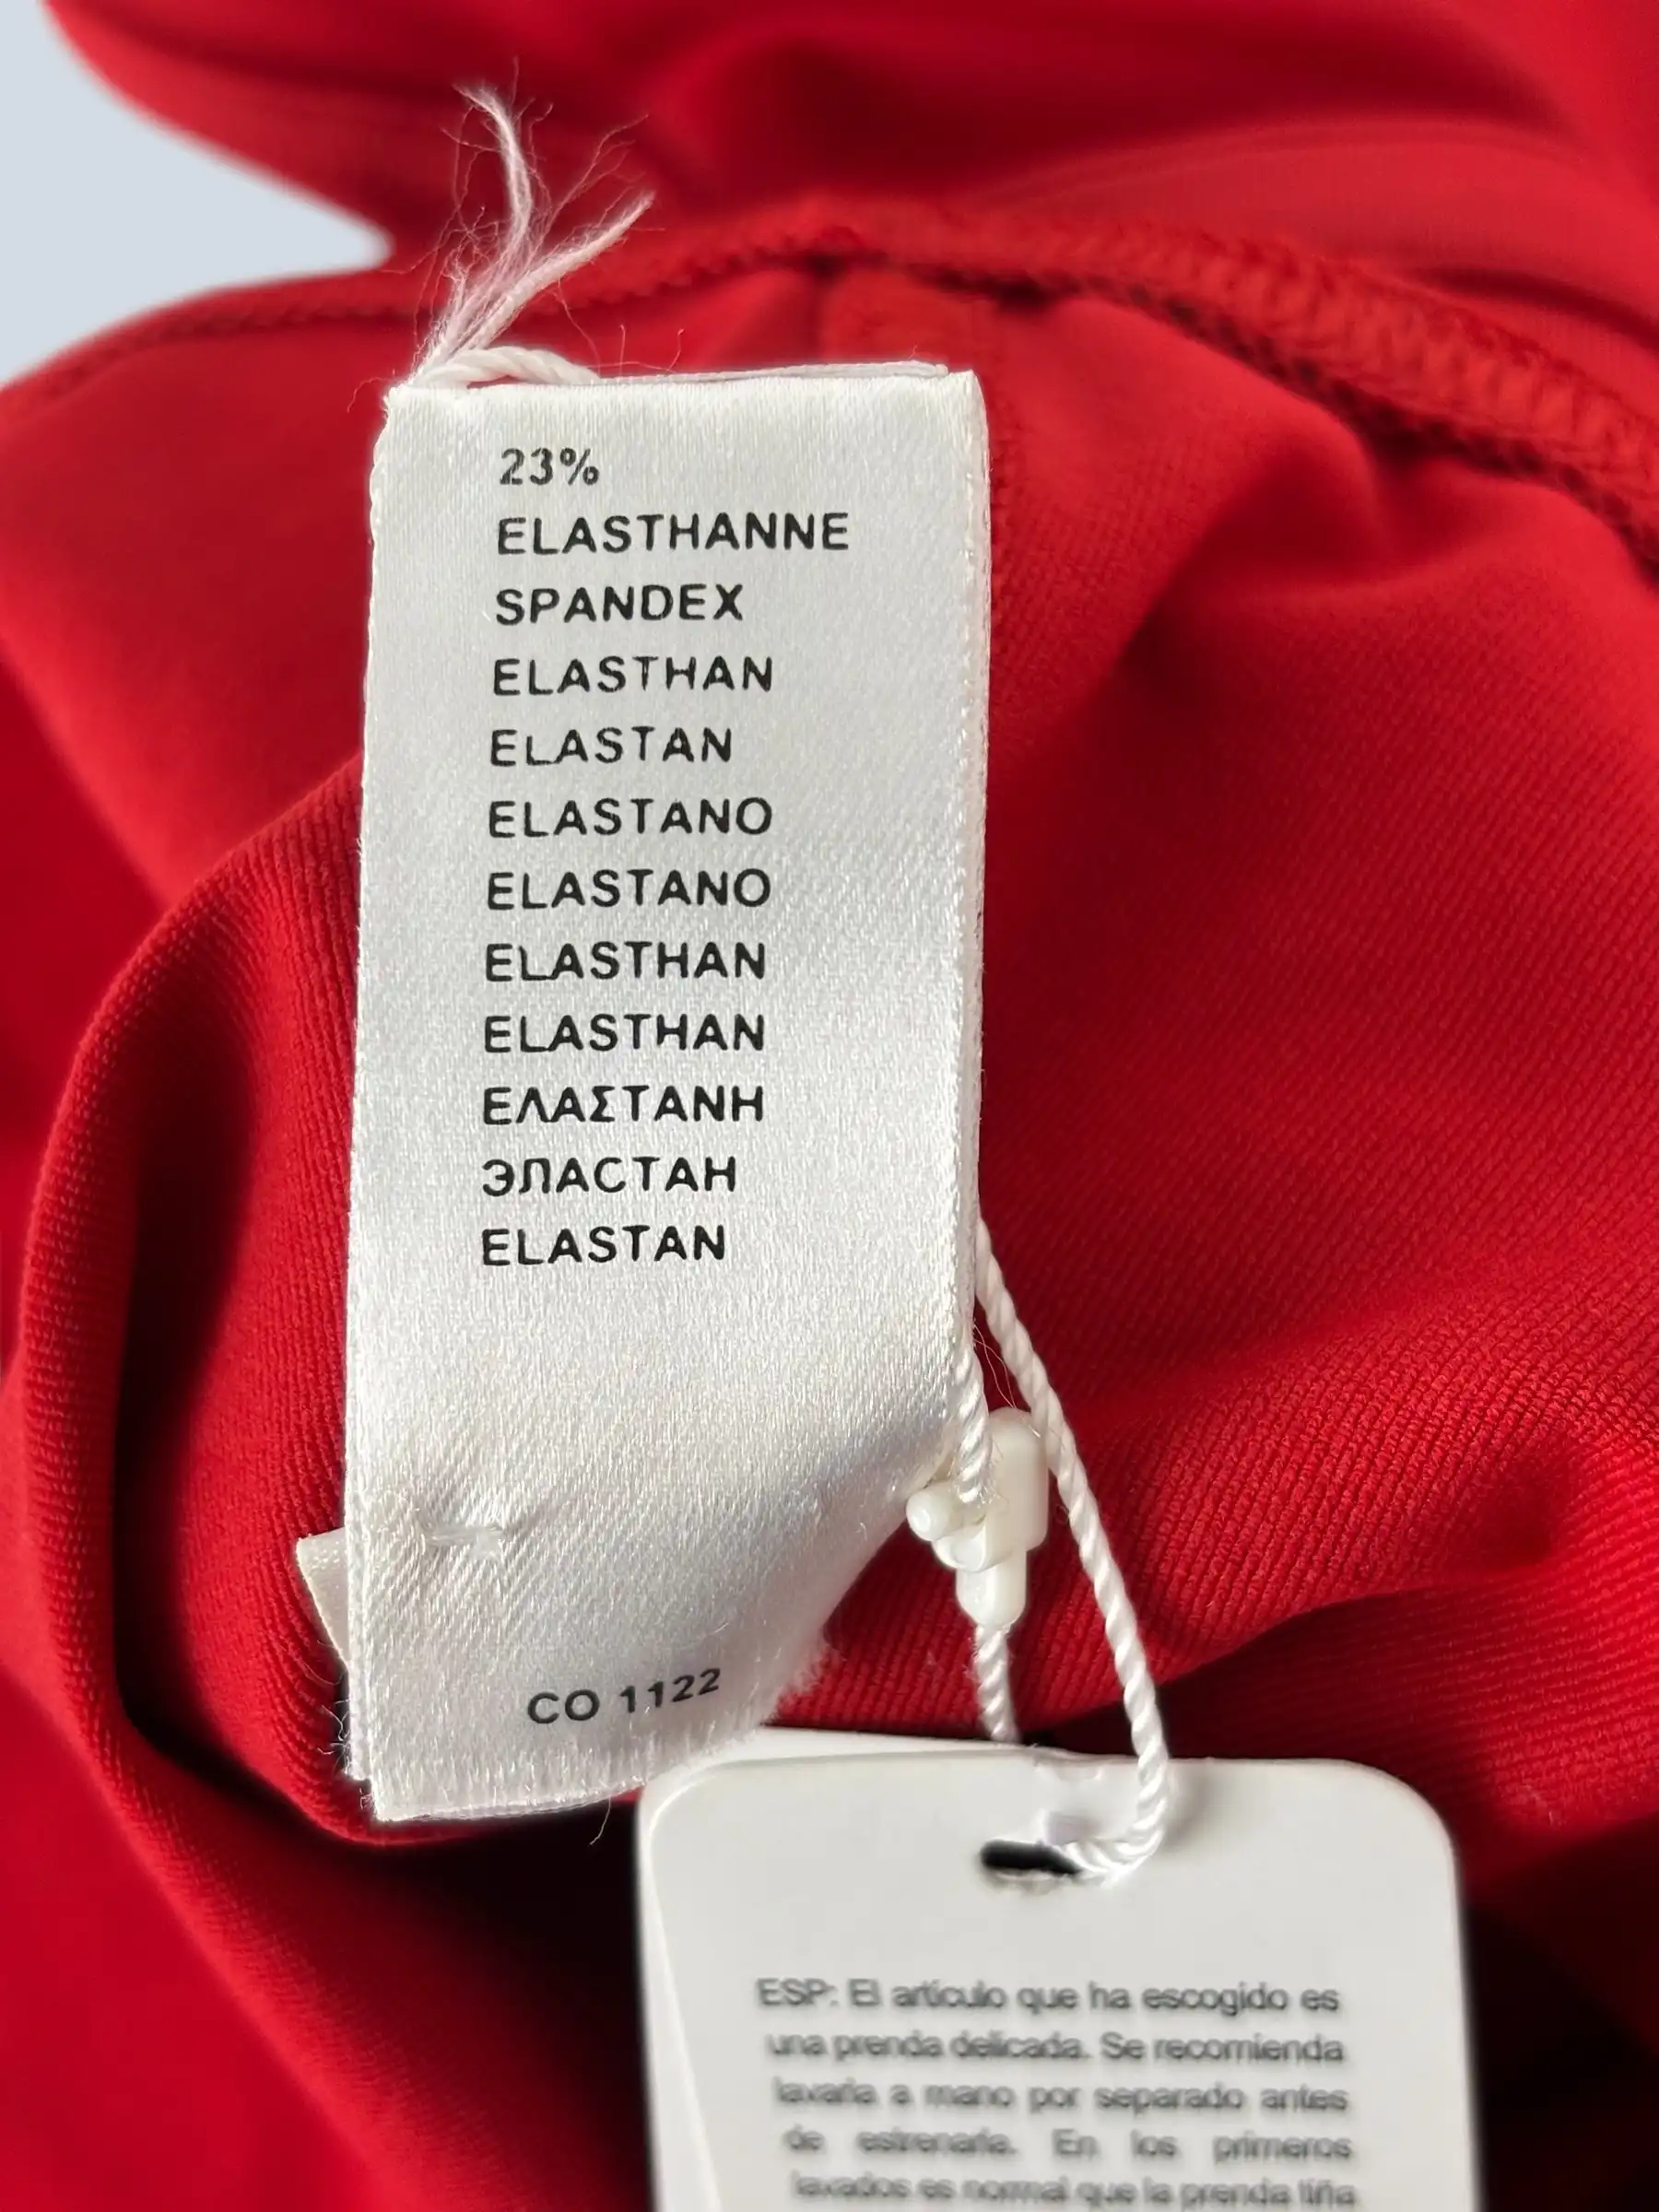 23%
ELASTHANNE
SPANDEX
ELASTHAN
ELASTAN
ELASTANO
ELASTANO
ELASTHAN
ELASTHAN
ΕΛΑΣΤΑΝΗ
ЭЛАСТАН
ELASTAN
CO 1122
ESP: El artículo que ha escogido es
una prenda delicada. Se recomienda
lavarla a mano por separado antes
de estrenarla. En los primeros
lavados es normal que la prenda tiña